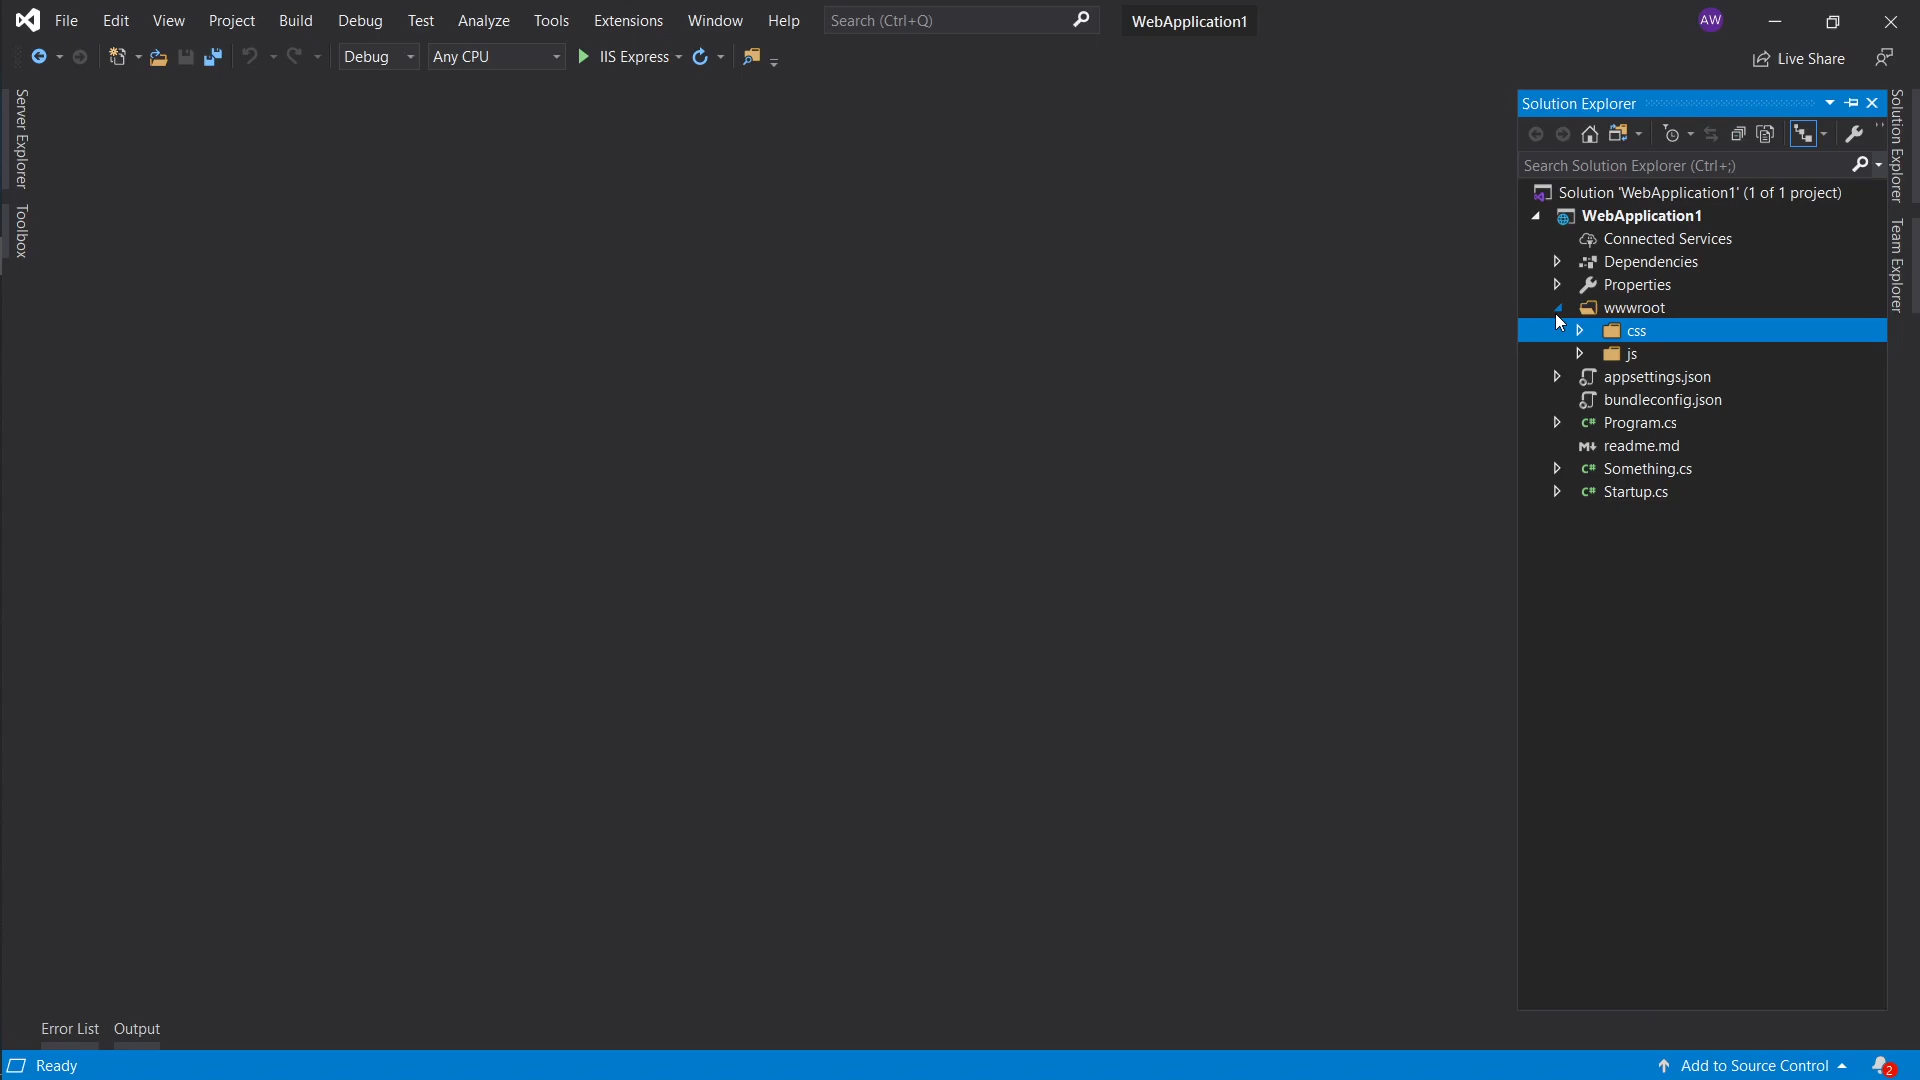 File Edit View Project Build Debug Test Analyze Tools Extensions Window Help Search (Ctrl+Q) WebApplication1 AW
Debug Any CPU IIS Express Live Share
Server Explorer
Toolbox
Solution Explorer
Search Solution Explorer (Ctrl+;)
Solution 'WebApplication1' (1 of 1 project)
WebApplication1
Connected Services
Dependencies
Properties
wwwroot
css
js
appsettings.json
bundleconfig.json
C# Program.cs
M readme.md
C# Something.cs
C# Startup.cs
Solution Explorer
Team Explorer
Error List Output
Ready Add to Source Control 2